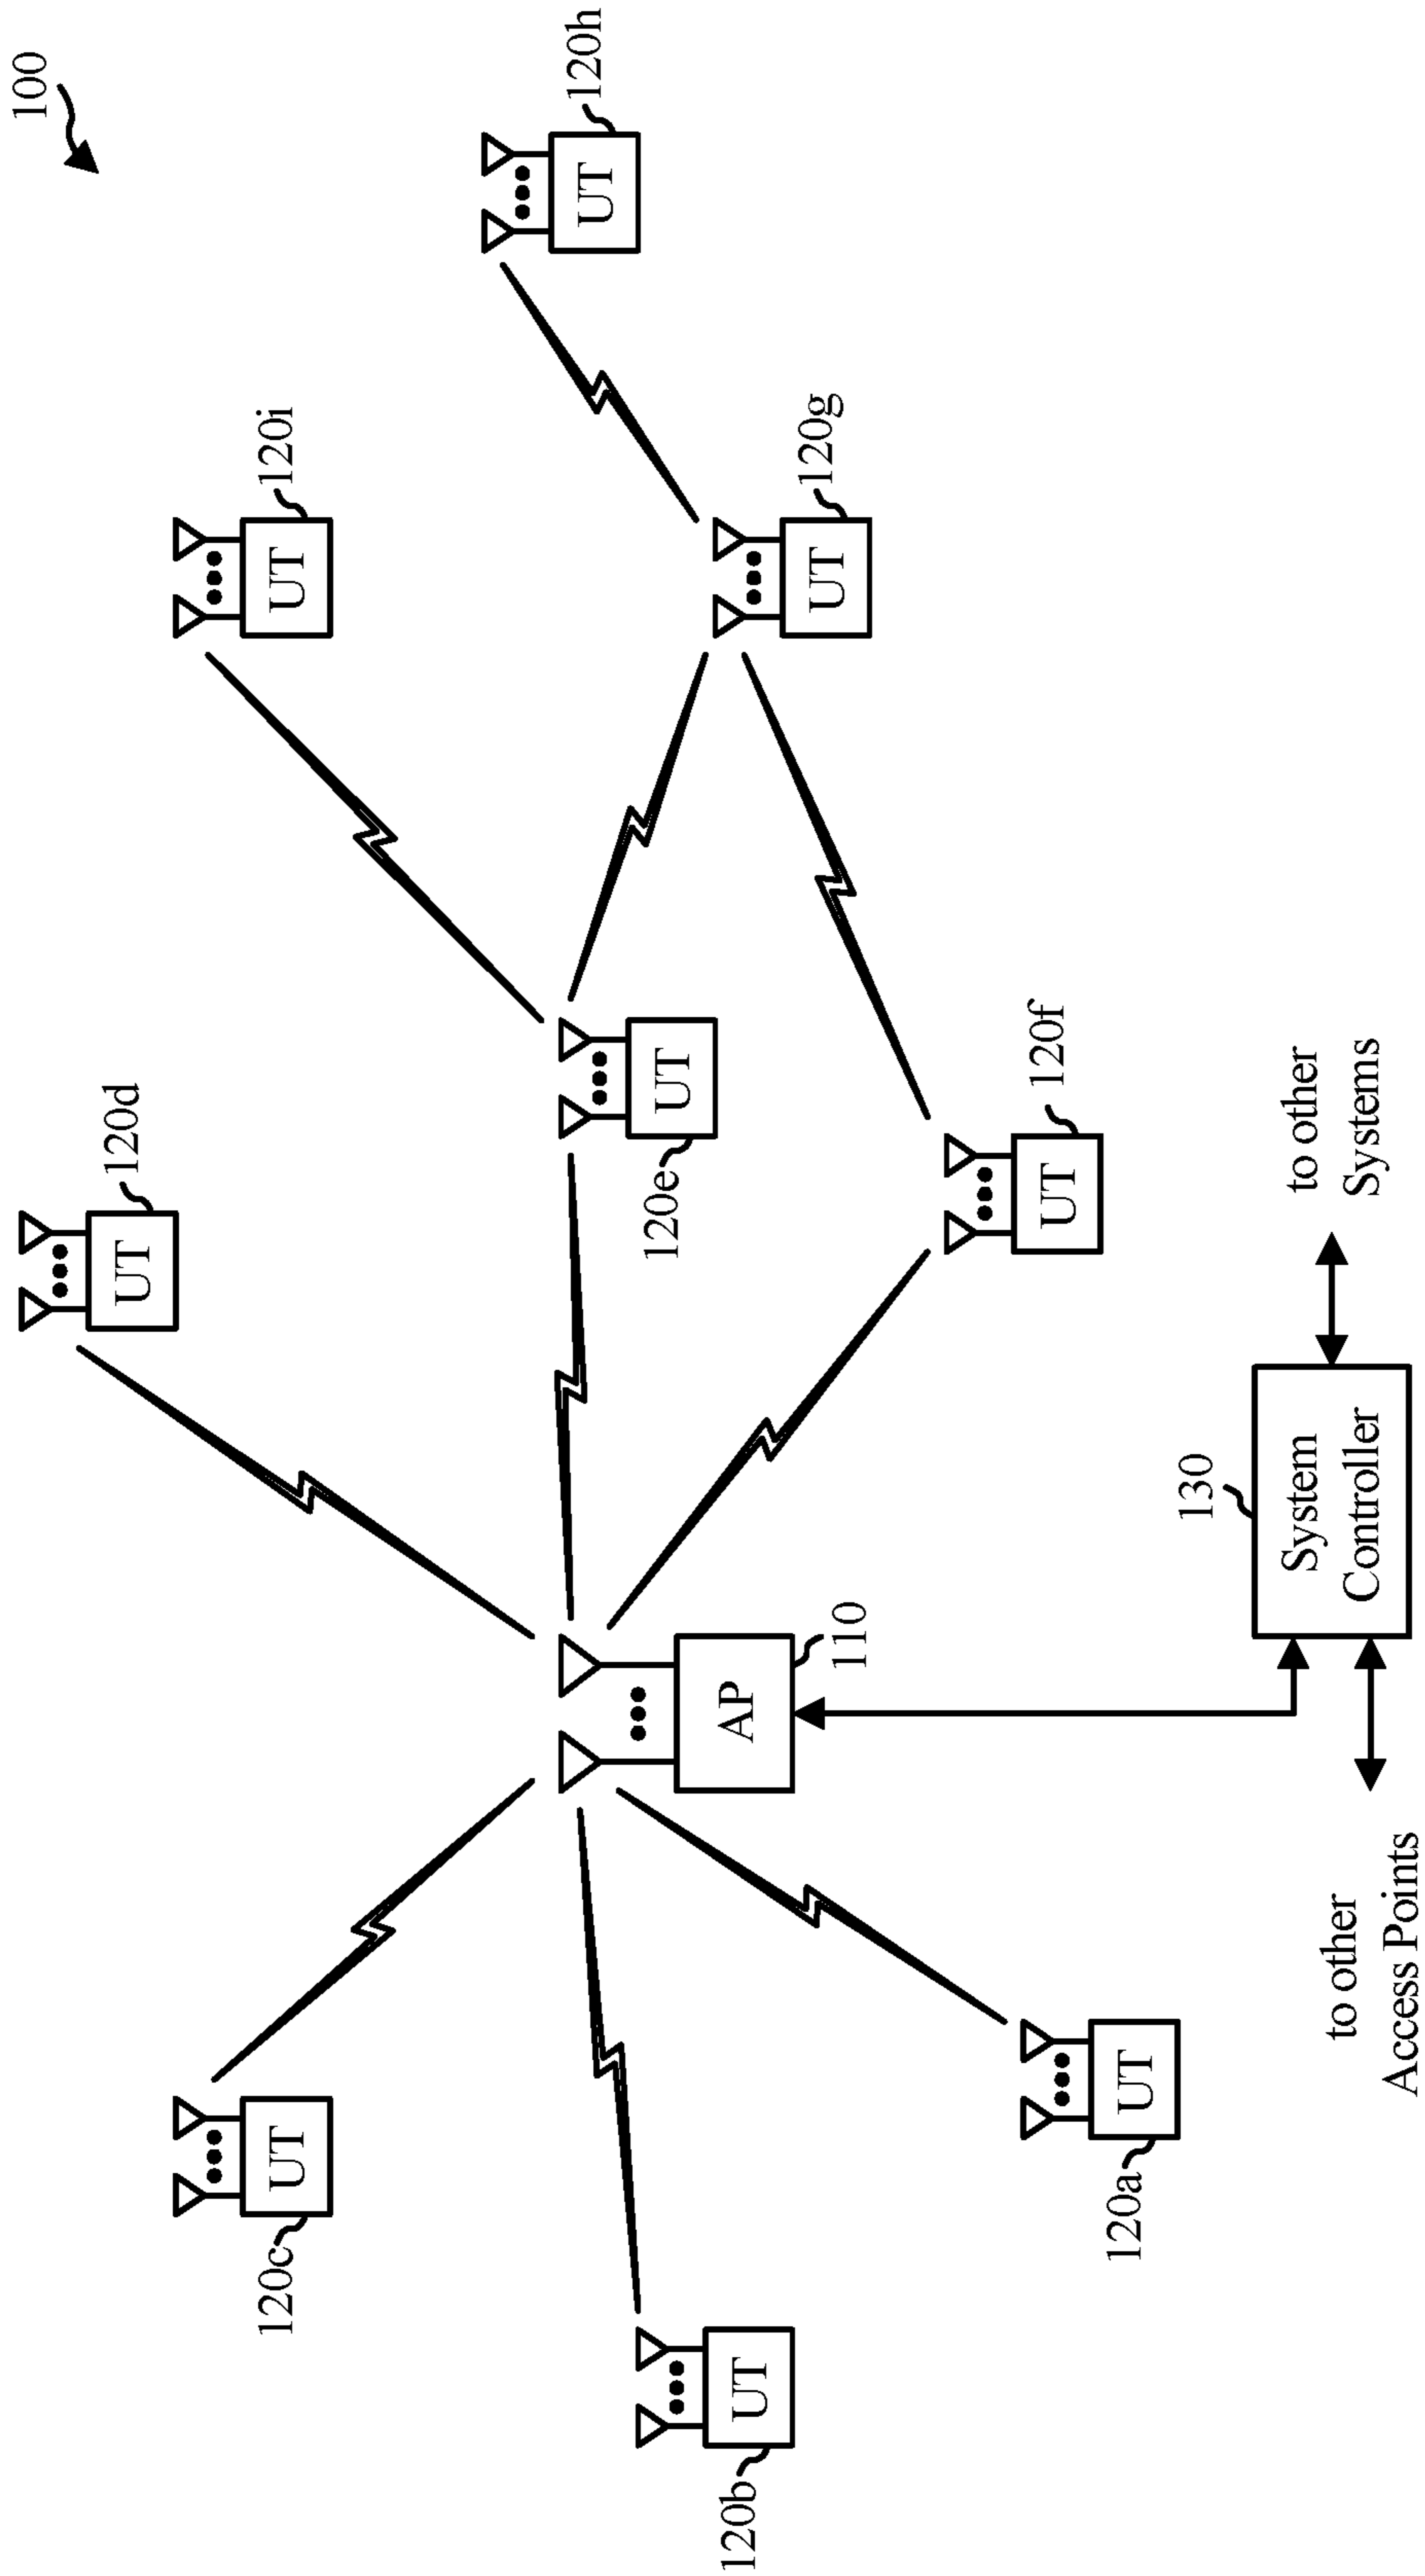 100
UT
120d
UT
120i
UT
120c
UT
120h
UT
120e
UT
120b
AP
110
UT
120g
UT
120f
UT
120a
130
System
Controller
to other
Systems
to other
Access Points